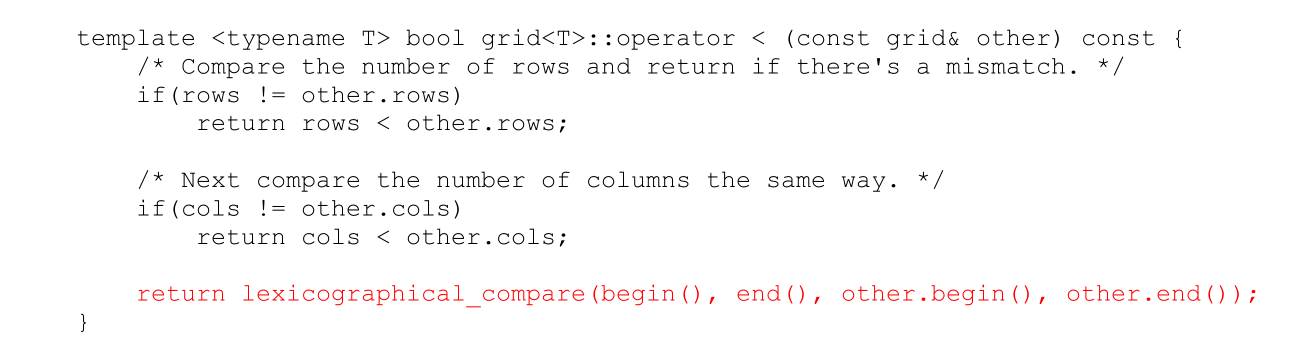 template <typename T> bool grid<T>::operator < (const grid& other) const {
    /* Compare the number of rows and return if there's a mismatch. */
    if(rows != other.rows)
        return rows < other.rows;

    /* Next compare the number of columns the same way. */
    if(cols != other.cols)
        return cols < other.cols;

    return lexicographical_compare(begin(), end(), other.begin(), other.end());
}